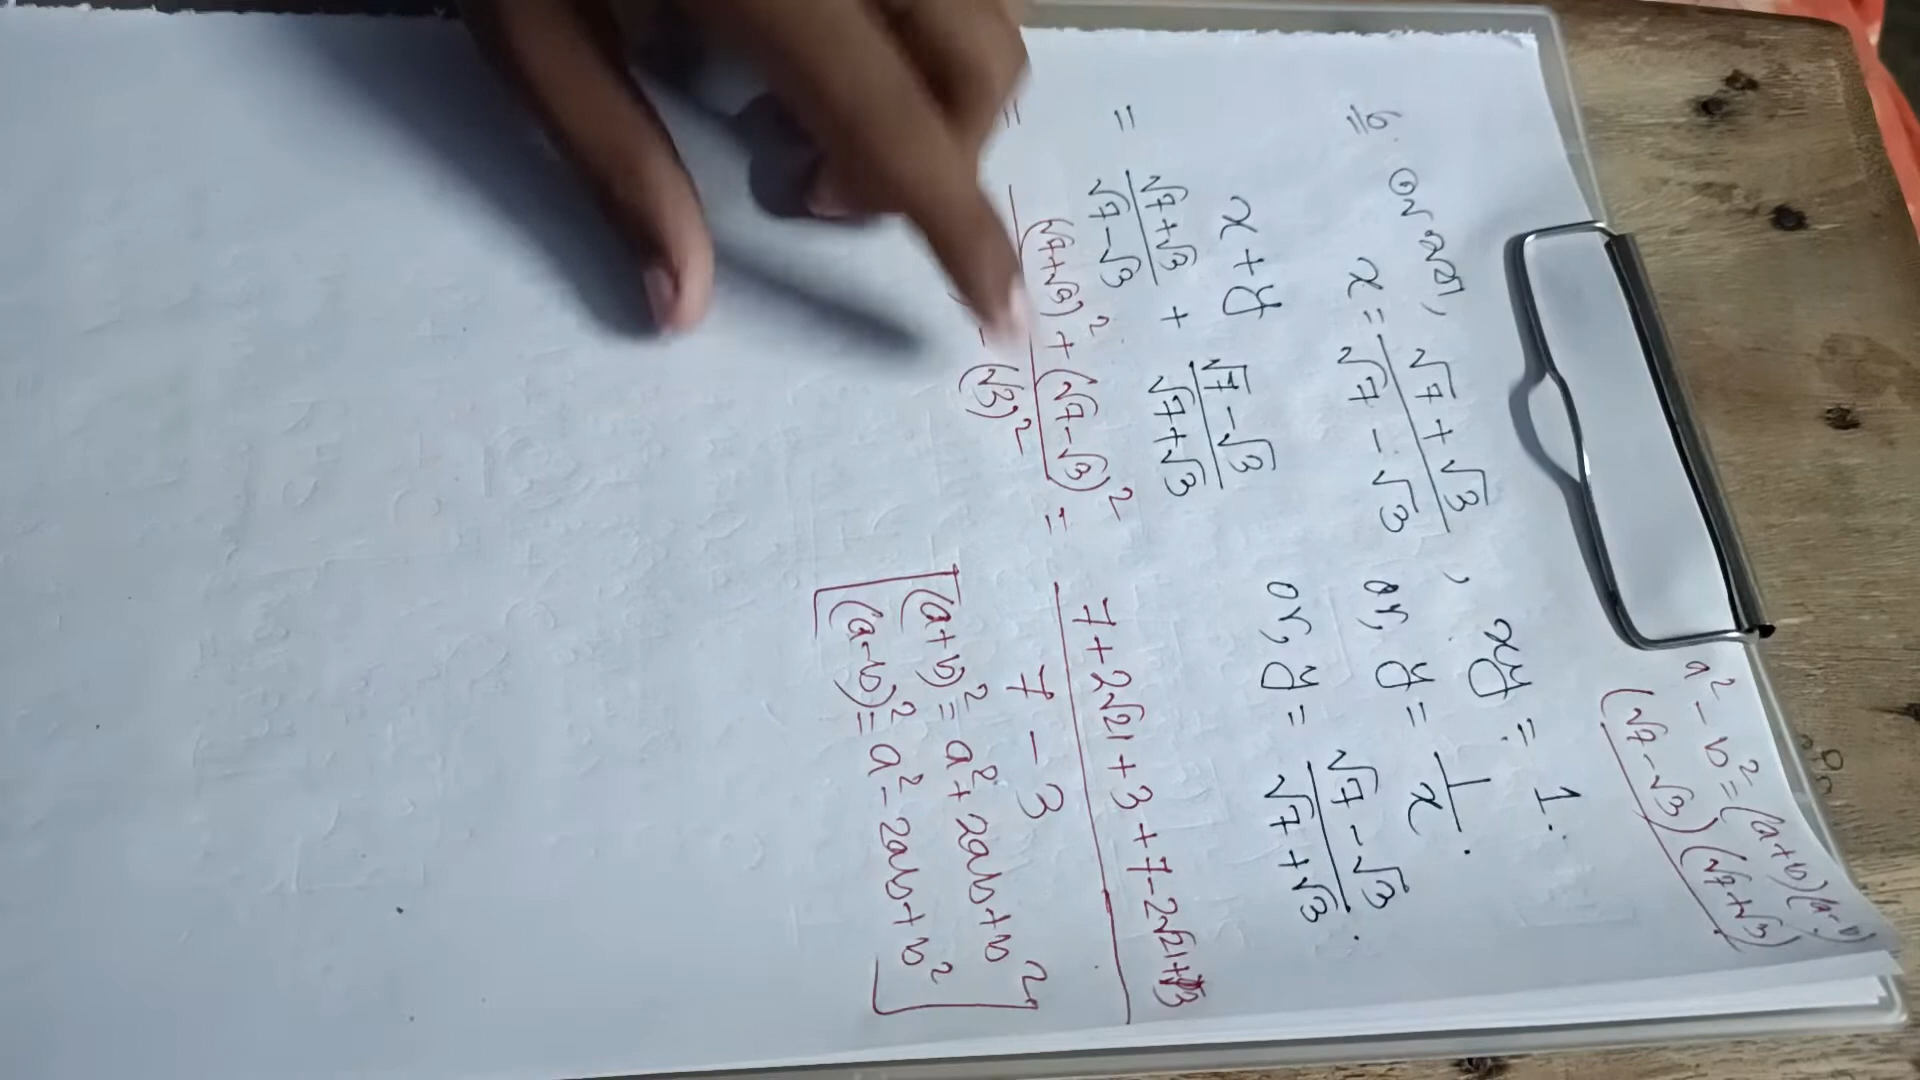 a² - b² = (a+b)(a-b)
(√7 - √3)(√7+√3)
6.
x = (√7 + √3)/(√7 - √3), xy = 1.
or, y = 1/x.
x + y
or, y = (√7 - √3)/(√7 + √3).
= (√7+√3)/(√7-√3) + (√7-√3)/(√7+√3)
= ((√7+√3)² + (√7-√3)²)/( - (√3)²) = (7+2√21+3+7-2√21+3)/(7 - 3)
(a+b)² = a²+2ab+b²
(a-b)² = a²-2ab+b²